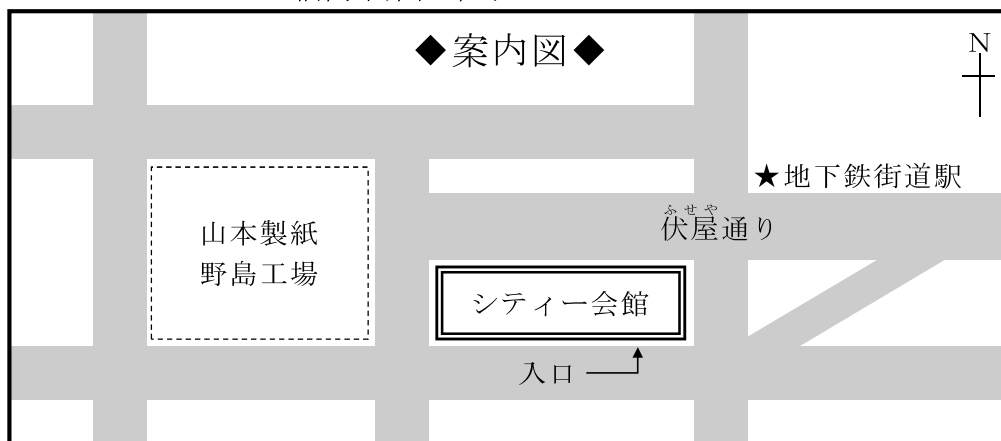 ◆案内図◆
N
★地下鉄街道駅
ふせや
伏屋通り
山本製紙
野島工場
シティー会館
入口